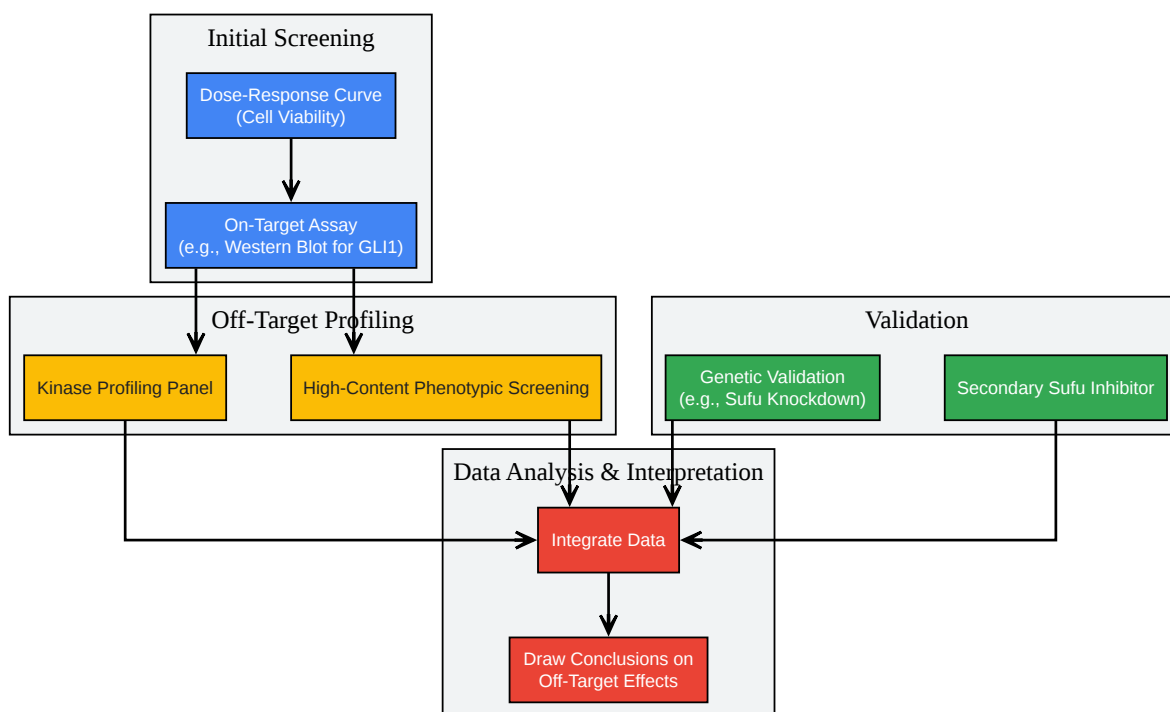 Initial Screening
Dose-Response Curve
(Cell Viability)
On-Target Assay
(e.g., Western Blot for GLI1)
Off-Target Profiling
Kinase Profiling Panel
High-Content Phenotypic Screening
Validation
Genetic Validation
(e.g., Sufu Knockdown)
Secondary Sufu Inhibitor
Data Analysis & Interpretation
Integrate Data
Draw Conclusions on
Off-Target Effects